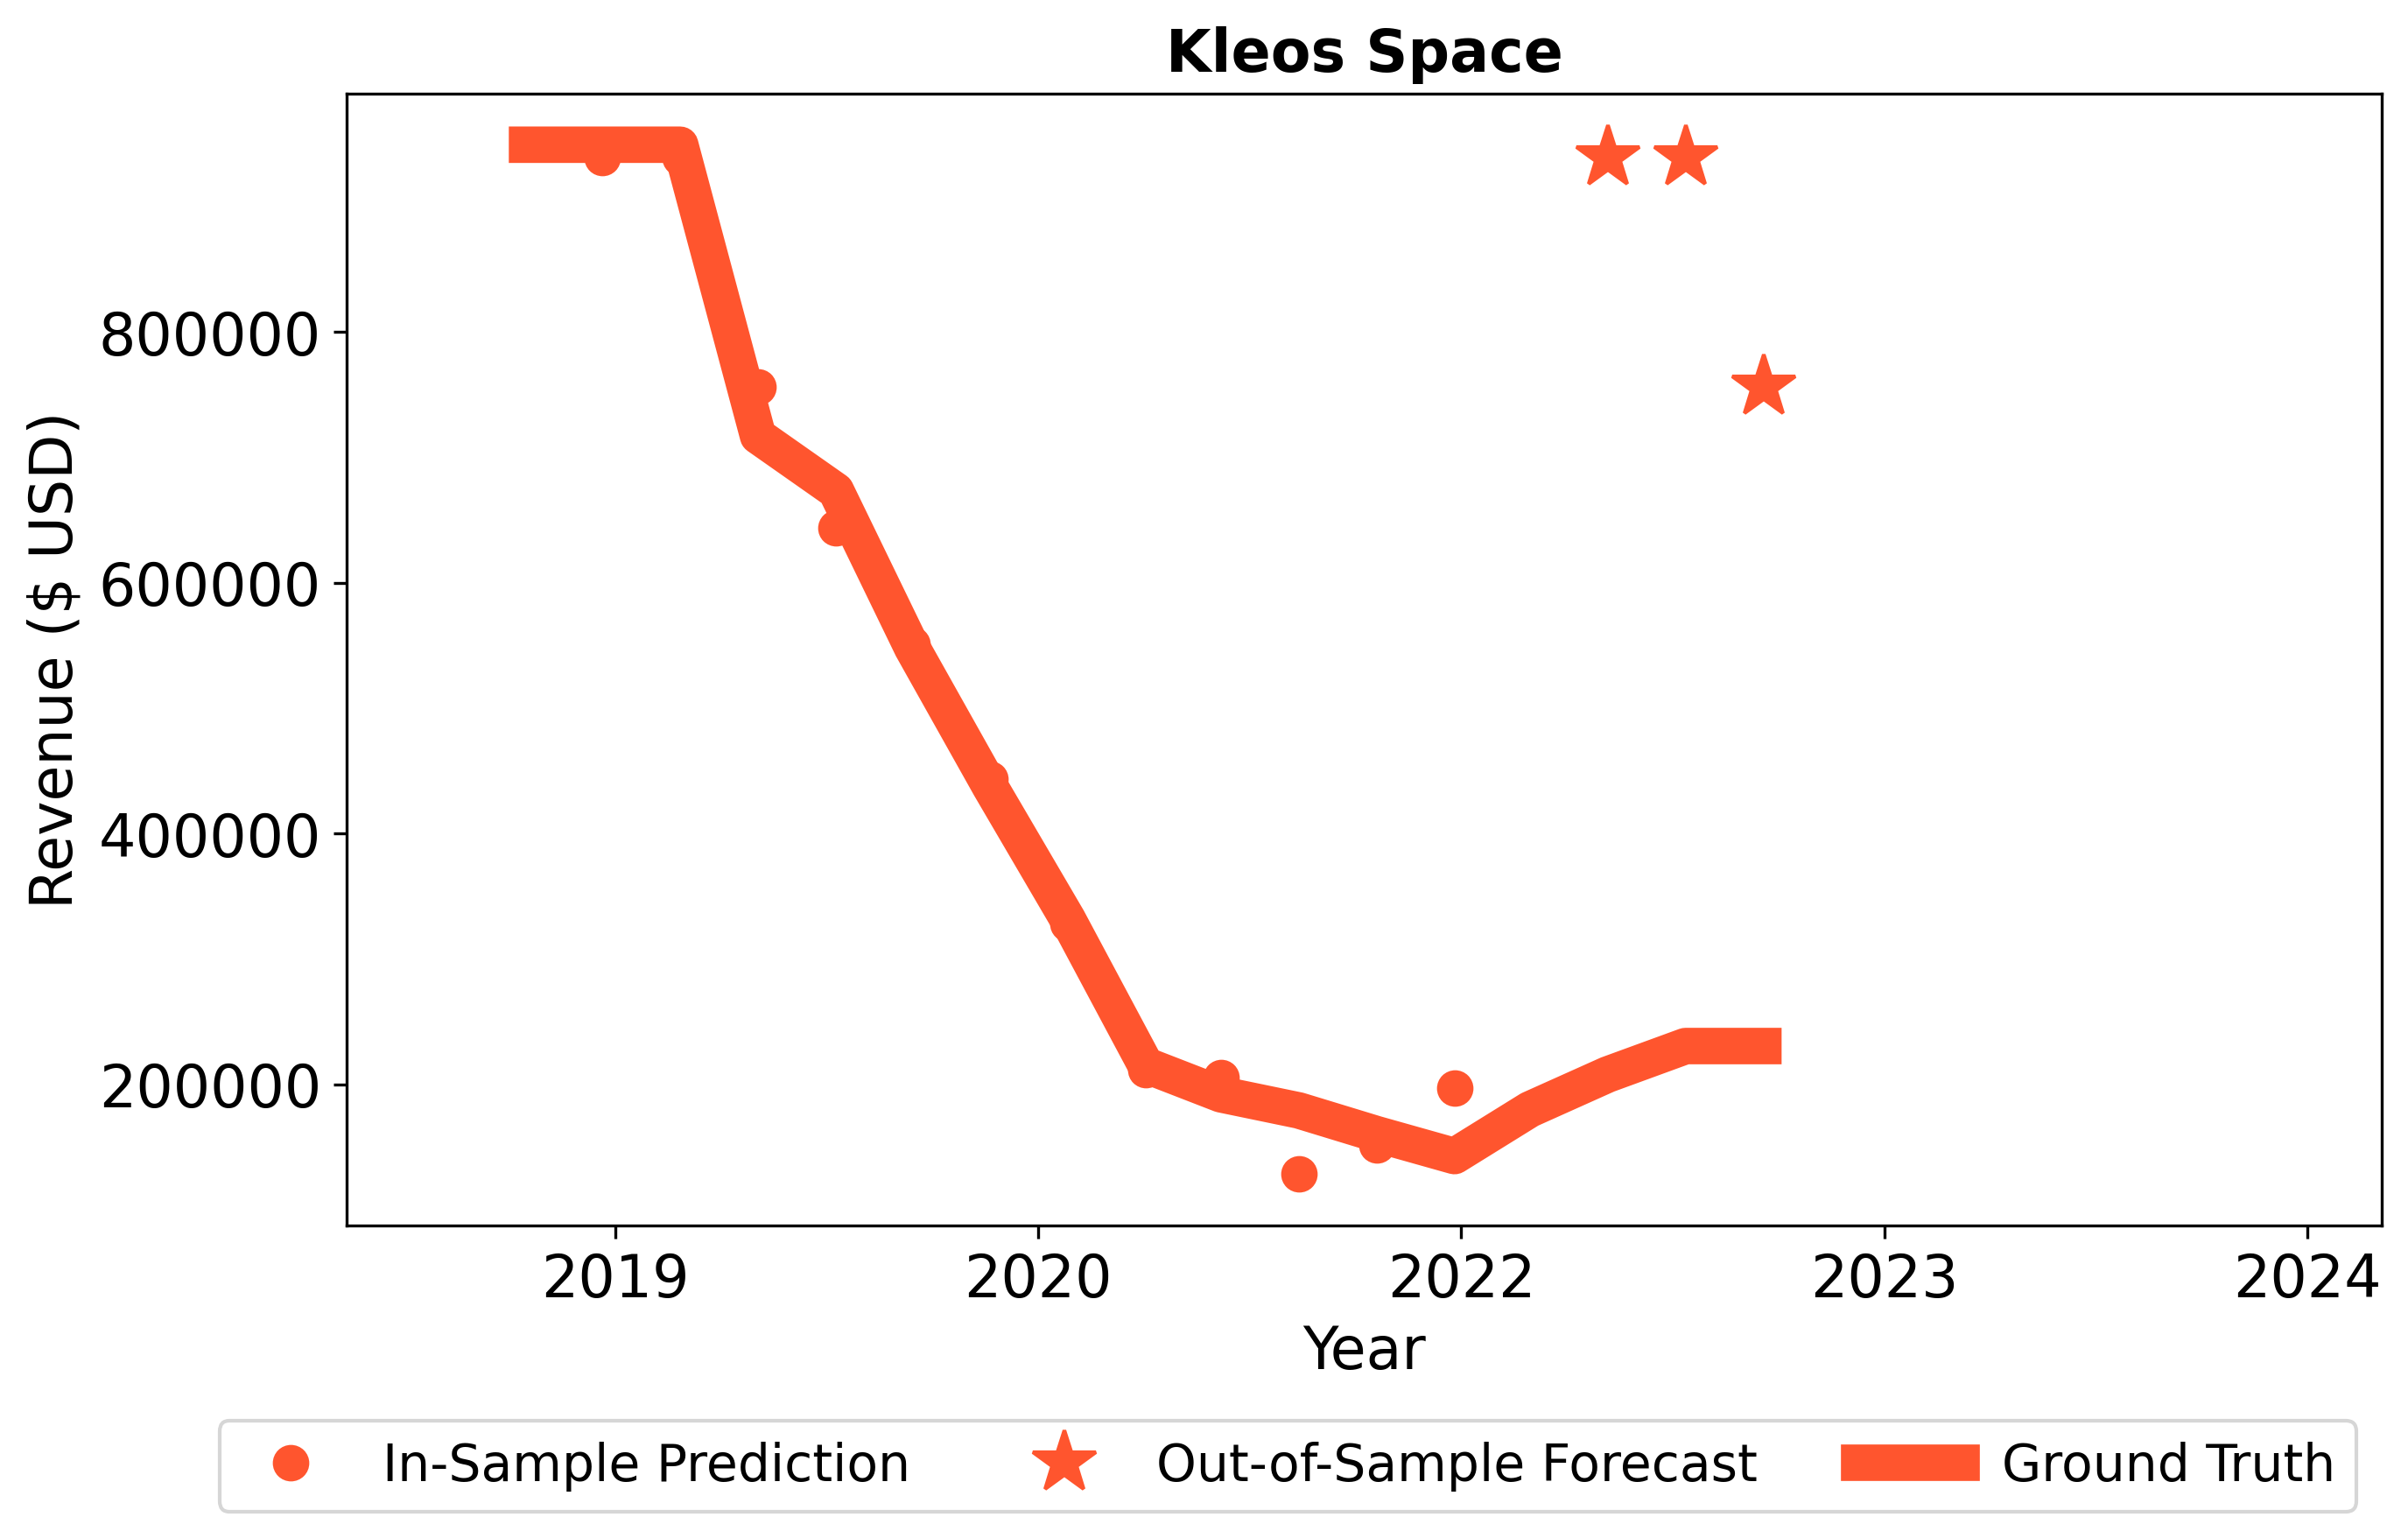 Kleos Space
Revenue ($ USD)
800000
600000
400000
200000
2019 2020 2022 2023 2024
Year
In-Sample Prediction Out-of-Sample Forecast Ground Truth